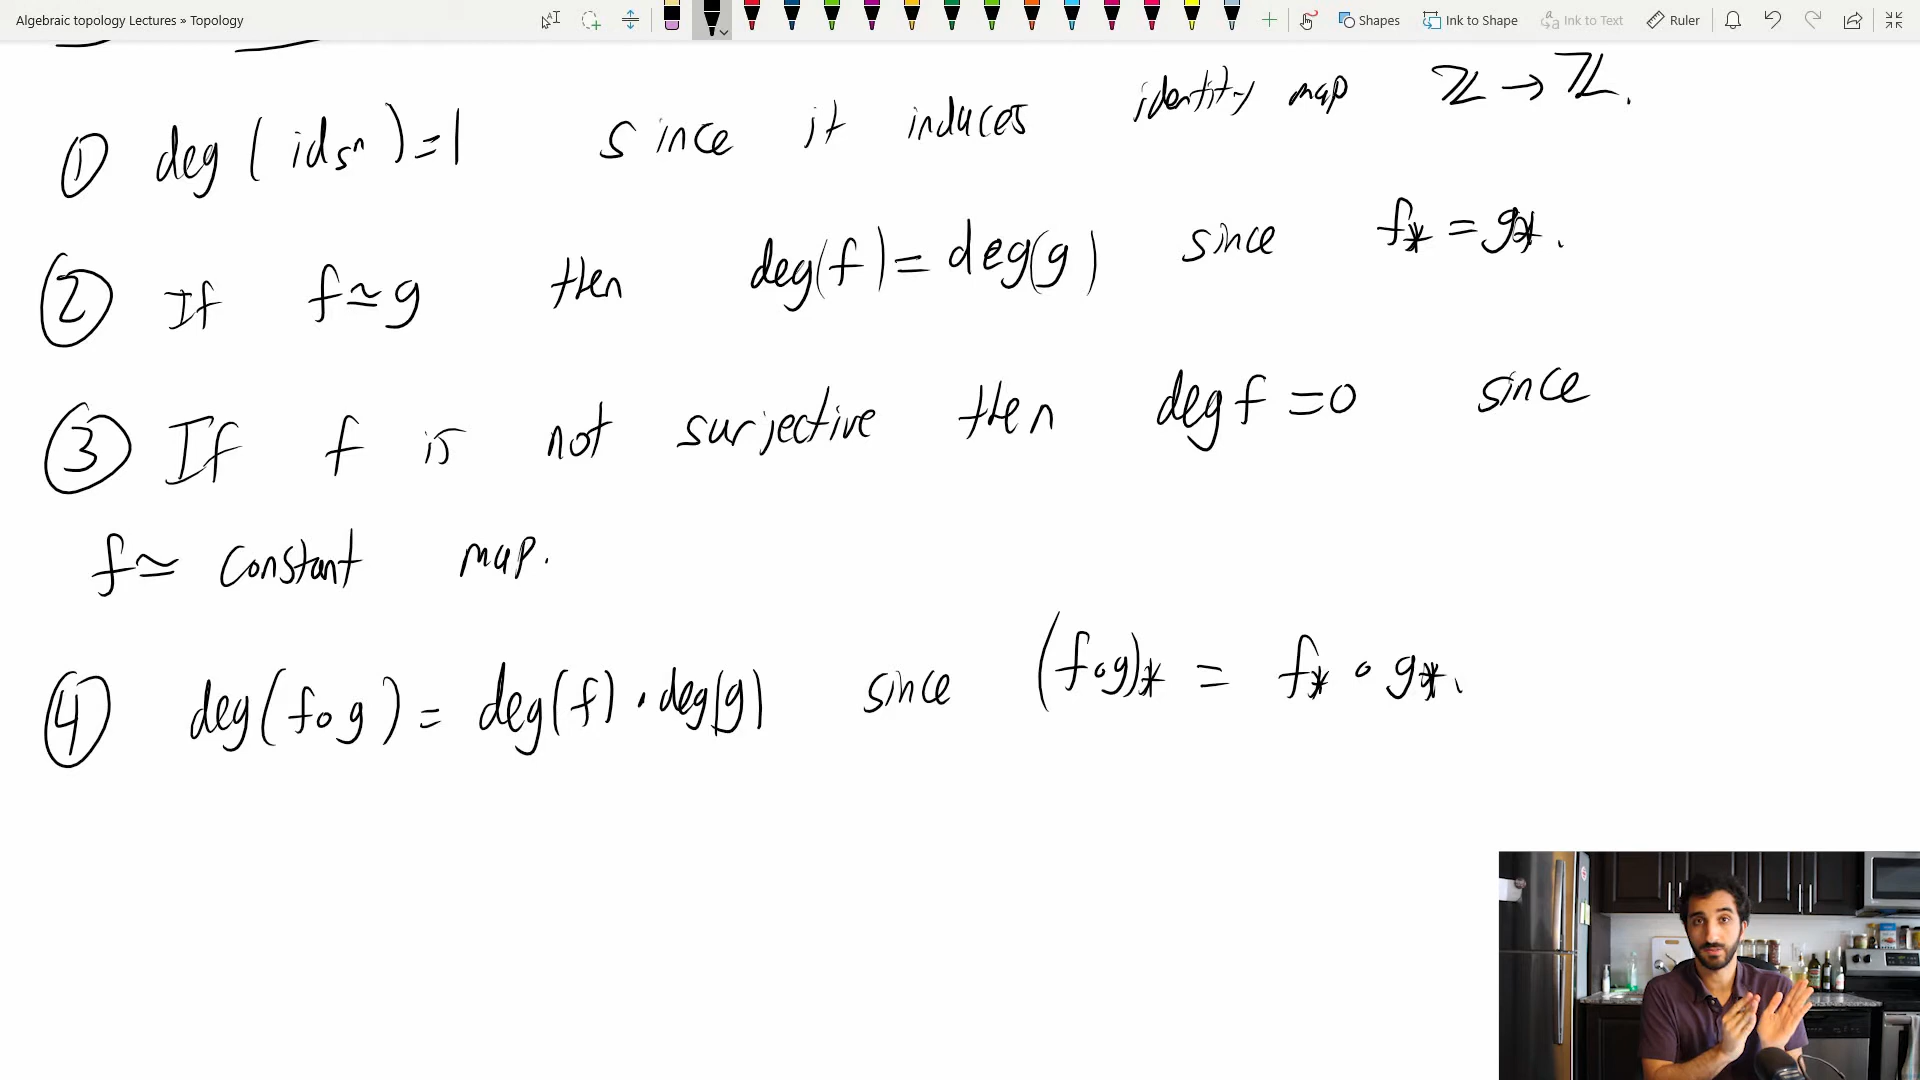 Algebraic topology Lectures » Topology
Shapes Ink to Shape Ink to Text Ruler
① deg(id_{Sⁿ})=1 since it induces identity map ℤ→ℤ.
② If f≃g then deg(f)=deg(g) since f_*=g_*.
③ If f is not surjective then deg f=0 since
f≃ constant map.
④ deg(f∘g)=deg(f)·deg(g) since (f∘g)_* = f_*∘g_*.